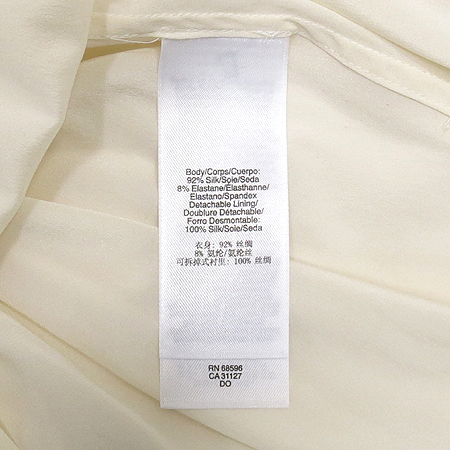 Body/Corps/Cuerpo:
92% Silk/Soie/Seda
8% Elastane/Élasthanne/
Elastano/Spandex
Detachable Lining/
Doublure Détachable/
Forro Desmontable:
100% Silk/Soie/Seda
衣身: 92% 丝绸
8% 氨纶/氨纶丝
可拆掉式衬里: 100% 丝绸
RN 68596
CA 31127
DO